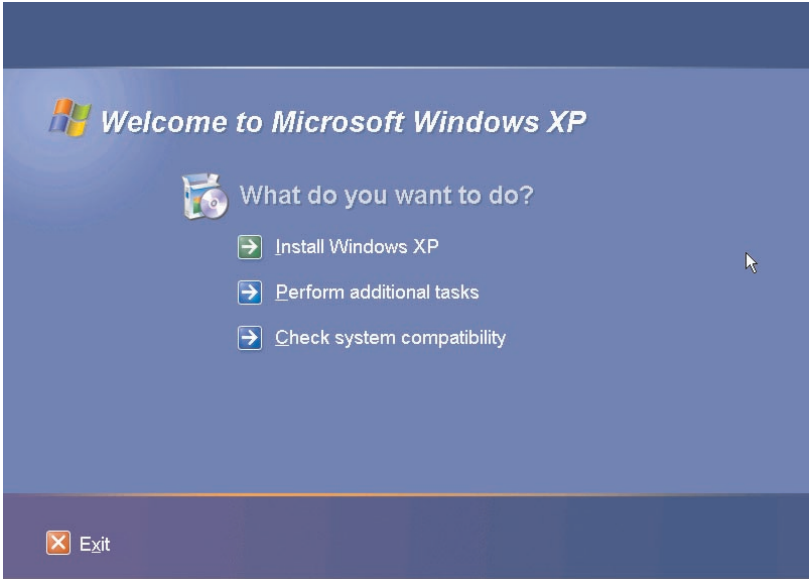 Welcome to Microsoft Windows XP
What do you want to do?
Install Windows XP
Perform additional tasks
Check system compatibility
Exit